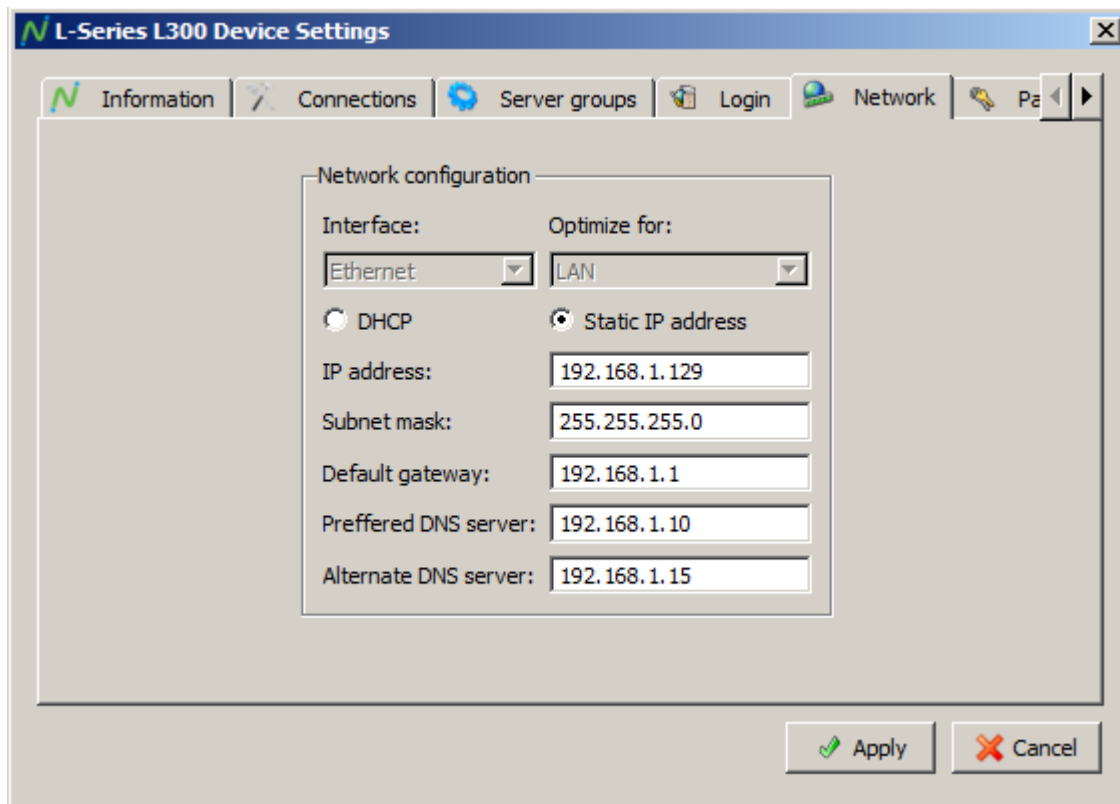 L-Series L300 Device Settings
Information Connections Server groups Login Network Pa
Network configuration
Interface: Optimize for:
Ethernet LAN
DHCP Static IP address
IP address: 192.168.1.129
Subnet mask: 255.255.255.0
Default gateway: 192.168.1.1
Preffered DNS server: 192.168.1.10
Alternate DNS server: 192.168.1.15
Apply Cancel